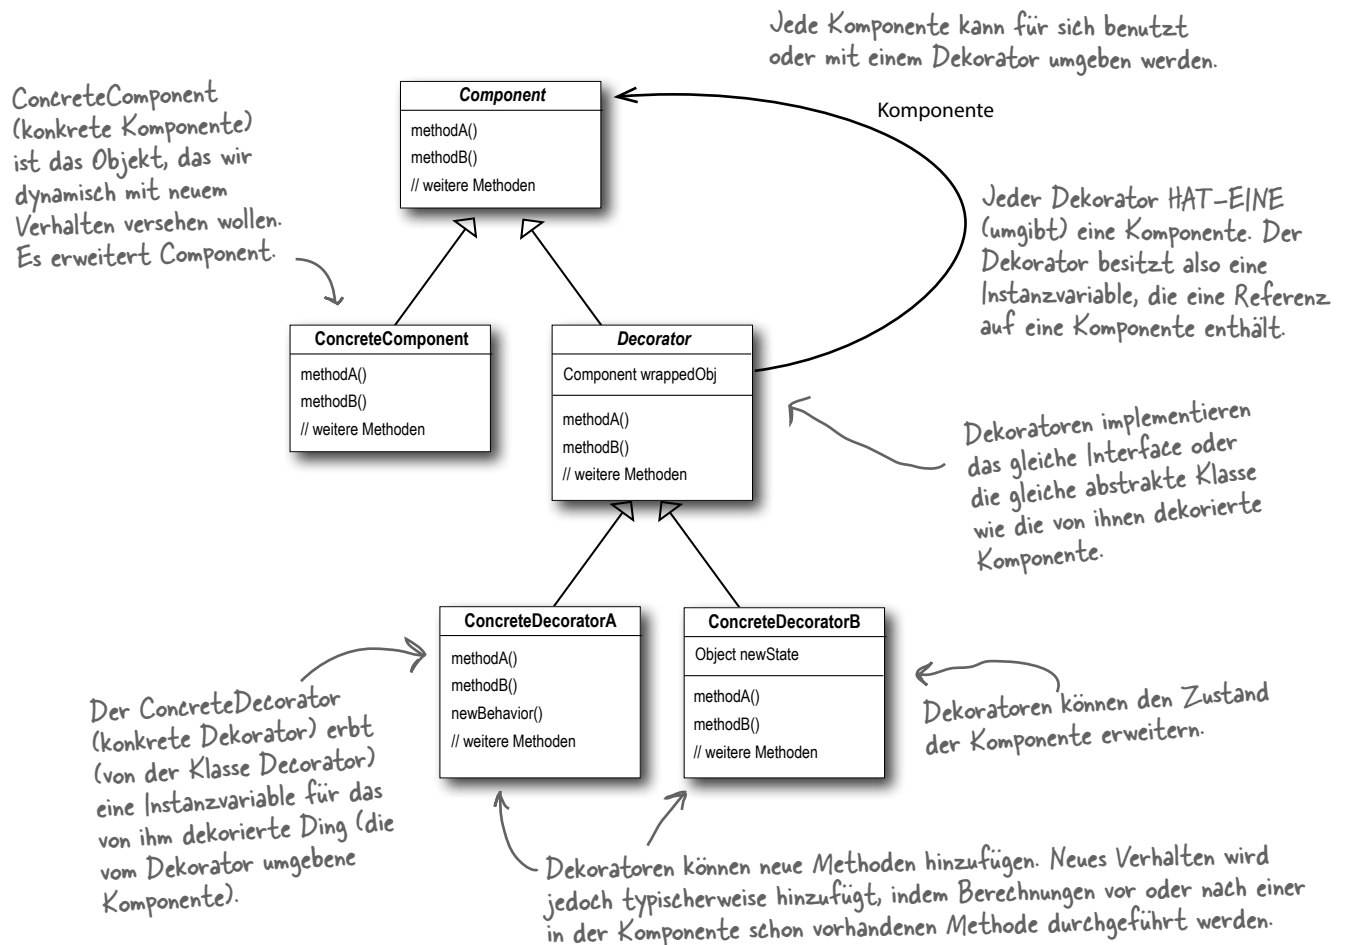 Jede Komponente kann für sich benutzt
oder mit einem Dekorator umgeben werden.
ConcreteComponent
(konkrete Komponente)
ist das Objekt, das wir
dynamisch mit neuem
Verhalten versehen wollen.
Es erweitert Component.
Component
methodA()
methodB()
// weitere Methoden
Komponente
Jeder Dekorator HAT-EINE
(umgibt) eine Komponente. Der
Dekorator besitzt also eine
Instanzvariable, die eine Referenz
auf eine Komponente enthält.
ConcreteComponent
methodA()
methodB()
// weitere Methoden
Decorator
Component wrappedObj
methodA()
methodB()
// weitere Methoden
Dekoratoren implementieren
das gleiche Interface oder
die gleiche abstrakte Klasse
wie die von ihnen dekorierte
Komponente.
ConcreteDecoratorA
methodA()
methodB()
newBehavior()
// weitere Methoden
ConcreteDecoratorB
Object newState
methodA()
methodB()
// weitere Methoden
Der ConcreteDecorator
(konkrete Dekorator) erbt
(von der Klasse Decorator)
eine Instanzvariable für das
von ihm dekorierte Ding (die
vom Dekorator umgebene
Komponente).
Dekoratoren können den Zustand
der Komponente erweitern.
Dekoratoren können neue Methoden hinzufügen. Neues Verhalten wird
jedoch typischerweise hinzufügt, indem Berechnungen vor oder nach einer
in der Komponente schon vorhandenen Methode durchgeführt werden.